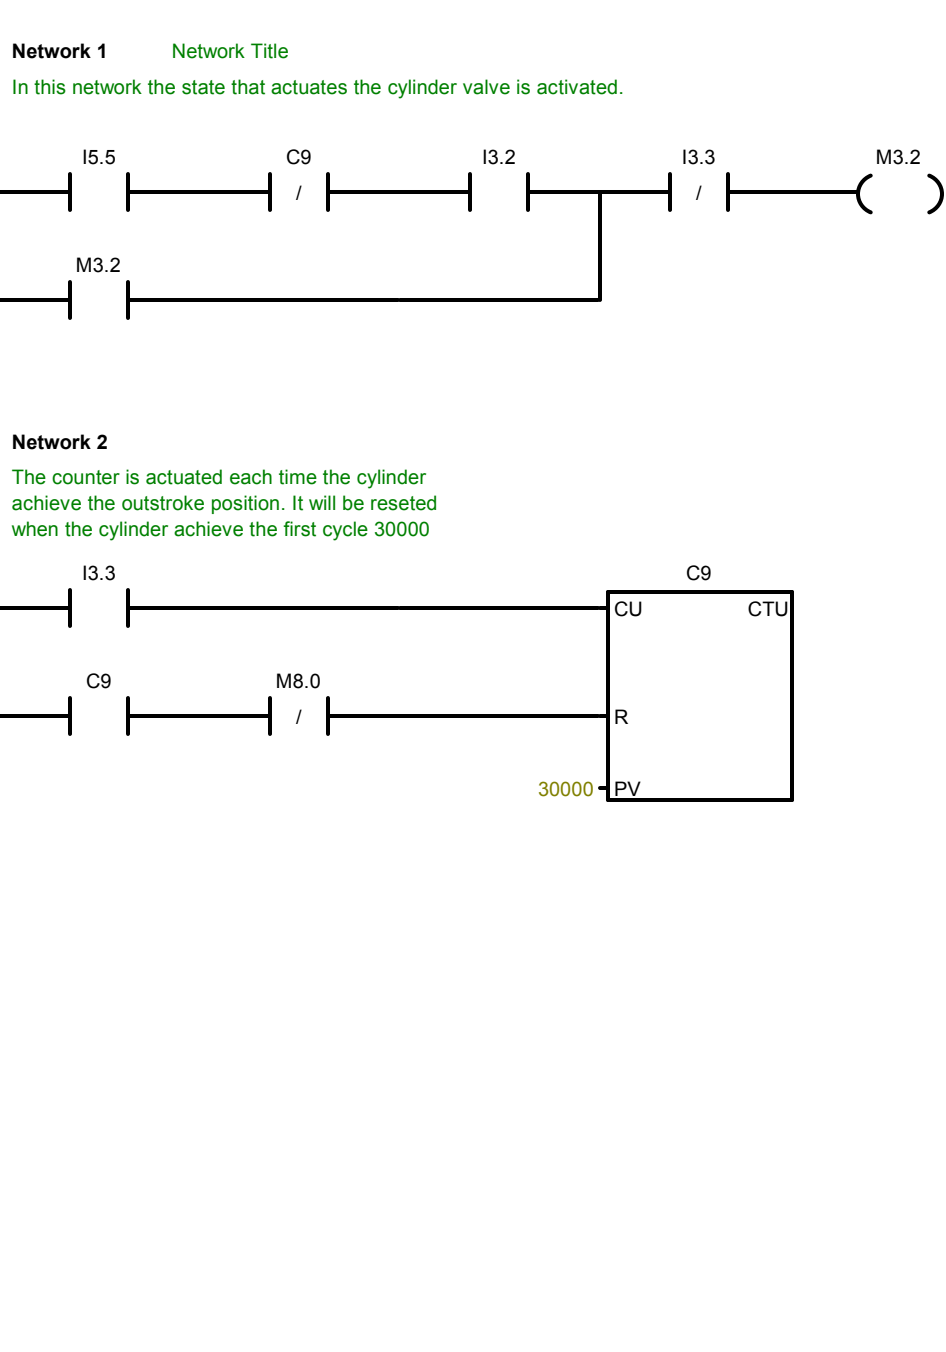 Network 1 Network Title
In this network the state that actuates the cylinder valve is activated.
I5.5 C9 I3.2 I3.3 M3.2
/ /
M3.2
Network 2
The counter is actuated each time the cylinder
achieve the outstroke position. It will be reseted
when the cylinder achieve the first cycle 30000
I3.3 C9
CU CTU
C9 M8.0
/ R
30000 PV